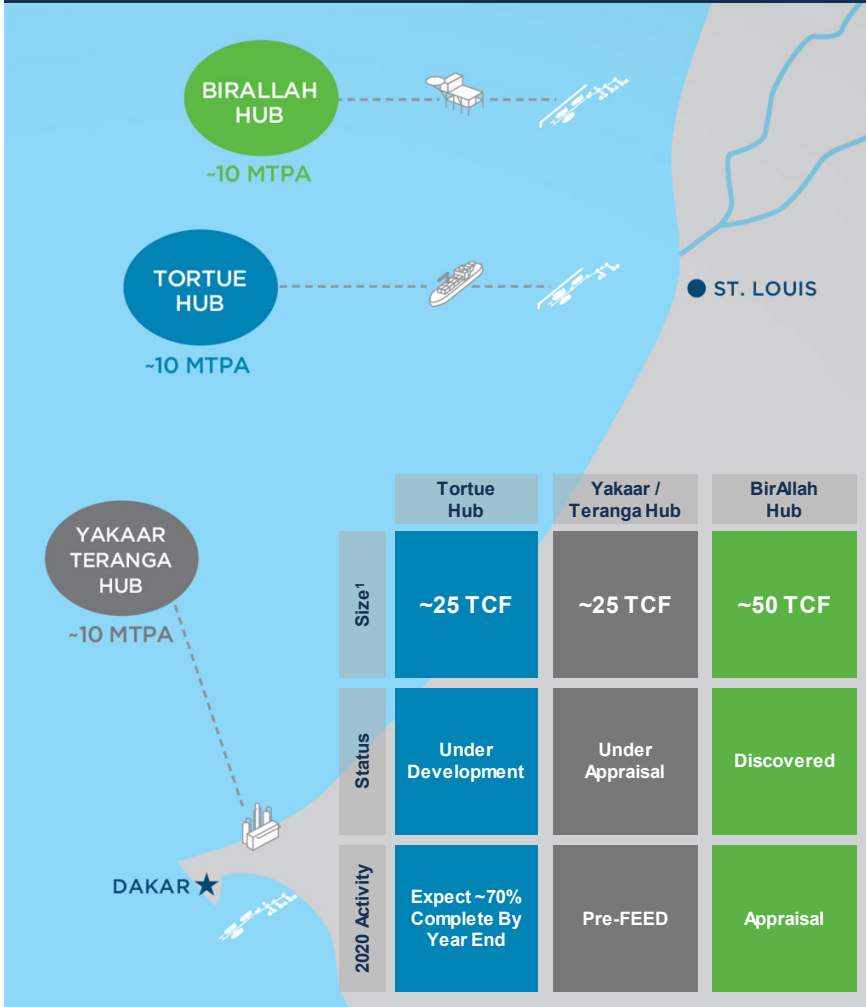 BIRALLAH
HUB
~10 MTPA
TORTUE
HUB
~10 MTPA
ST. LOUIS
YAKAAR
TERANGA
HUB
~10 MTPA
DAKAR
Tortue
Hub
Yakaar /
Teranga Hub
BirAllah
Hub
Size¹
~25 TCF
~25 TCF
~50 TCF
Status
Under
Development
Under
Appraisal
Discovered
2020 Activity
Expect ~70%
Complete By
Year End
Pre-FEED
Appraisal